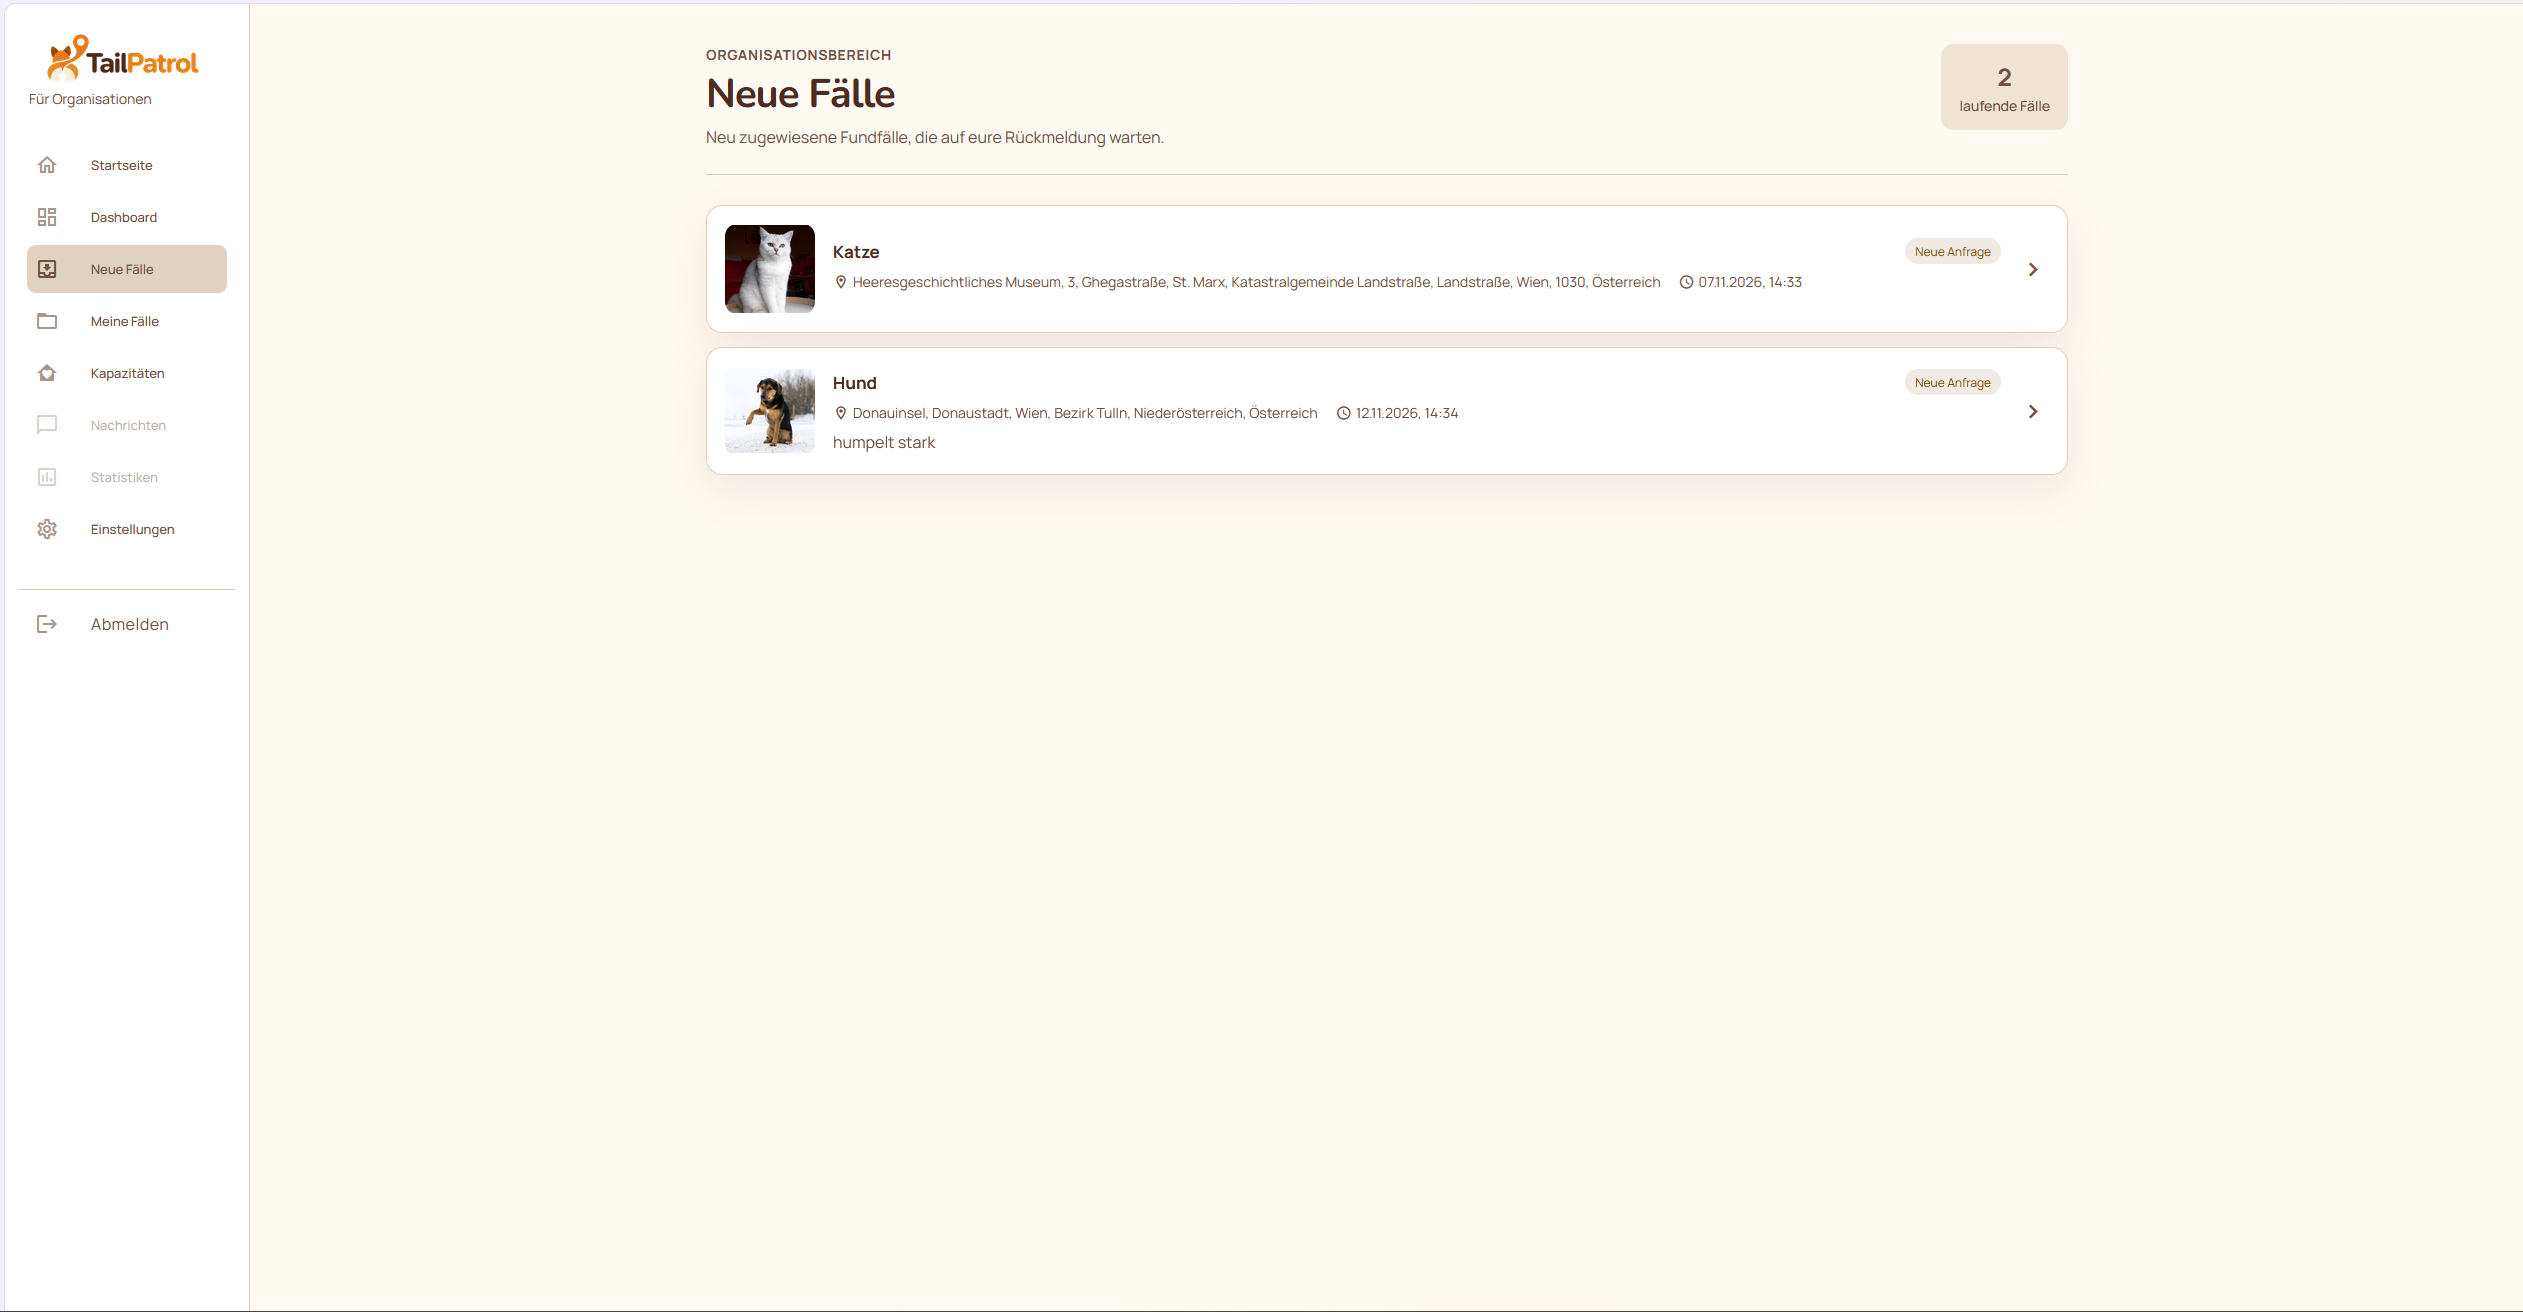 TailPatrol
Für Organisationen
Startseite
Dashboard
Neue Fälle
Meine Fälle
Kapazitäten
Nachrichten
Statistiken
Einstellungen
Abmelden
ORGANISATIONSBEREICH
Neue Fälle
Neu zugewiesene Fundfälle, die auf eure Rückmeldung warten.
2
laufende Fälle
Katze
Heeresgeschichtliches Museum, 3, Ghegastraße, St. Marx, Katastralgemeinde Landstraße, Landstraße, Wien, 1030, Österreich 07.11.2026, 14:33
Neue Anfrage
Hund
Donauinsel, Donaustadt, Wien, Bezirk Tulln, Niederösterreich, Österreich 12.11.2026, 14:34
humpelt stark
Neue Anfrage